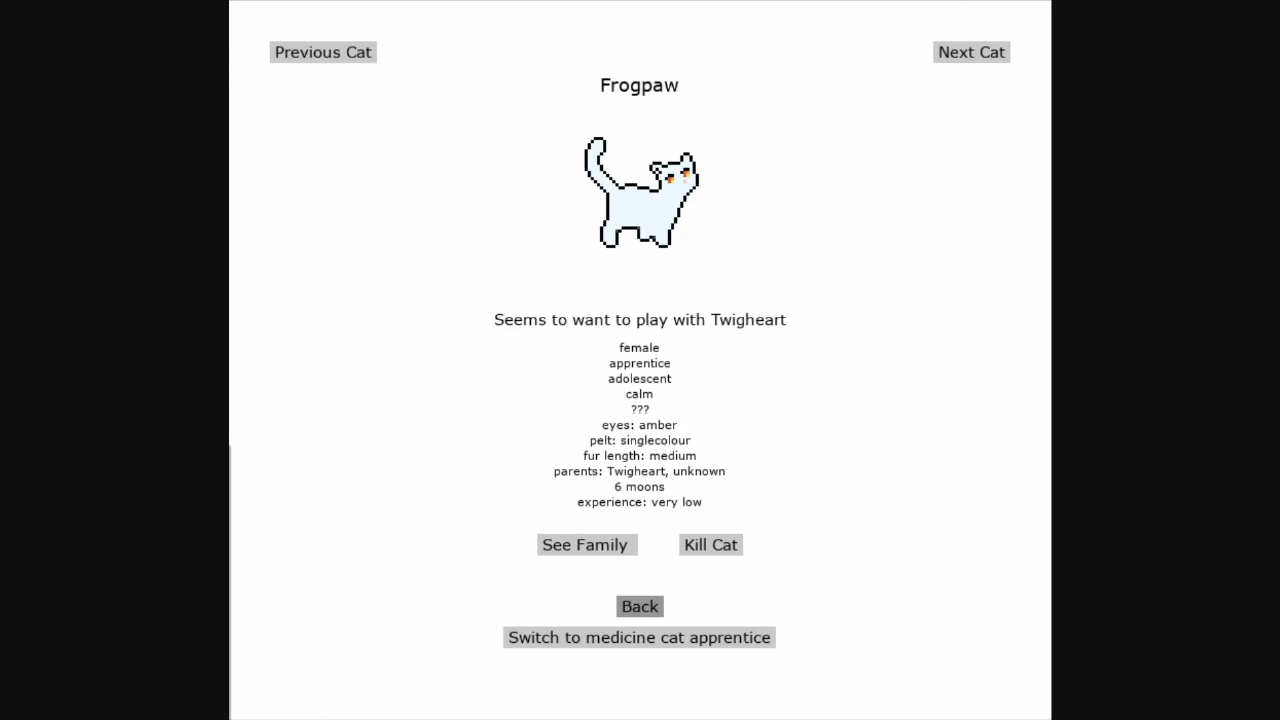 Previous Cat
Next Cat
Frogpaw
Seems to want to play with Twigheart
female
apprentice
adolescent
calm
???
eyes: amber
pelt: singlecolour
fur length: medium
parents: Twigheart, unknown
6 moons
experience: very low
See Family
Kill Cat
Back
Switch to medicine cat apprentice